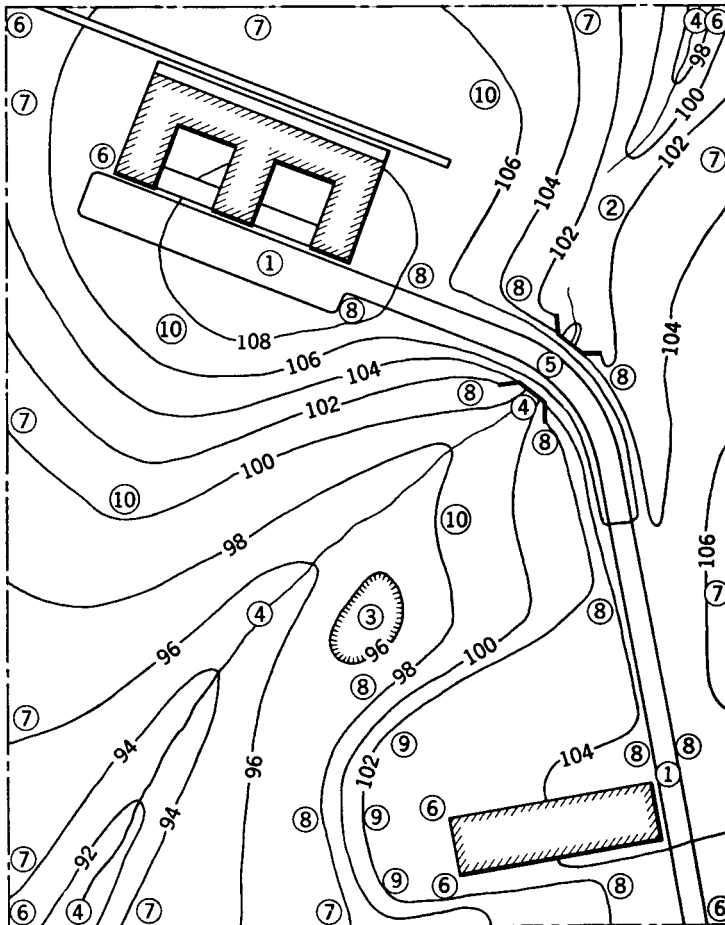 ⑥ ⑦ ⑦ ④ ⑥
98
⑦ ⑩ 100
⑥ 106 102 ⑦
104 ②
102
① ⑧ ⑧
⑩ ⑧ 108 104
106 ⑤
104 ⑧ ⑧
102 ④
⑦ 100 ⑧
⑩ ⑩
98 106
⑦
④ ③ ⑧
96 96 100
98
⑧
⑦
94 96 102 ⑨ 104 ⑧ ⑧
①
94 ⑧ ⑨ ⑥
92
⑦ ⑨ ⑥ ⑧
⑥ ④ ⑦ ⑦ ⑥